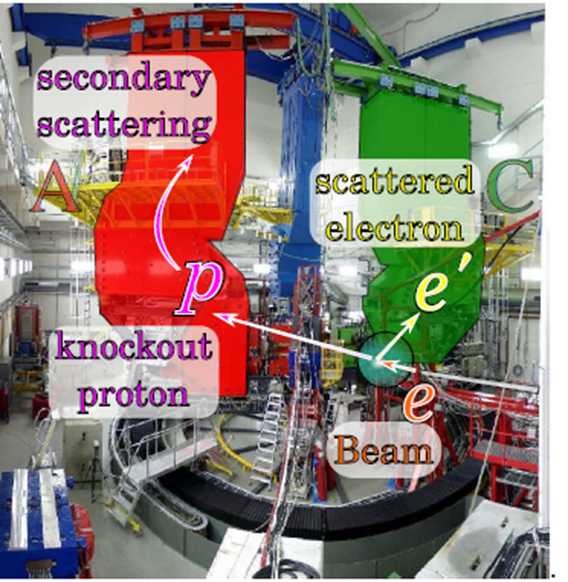 secondary
scattering
A
scattered
electron
C
p
e'
knockout
proton
e
Beam